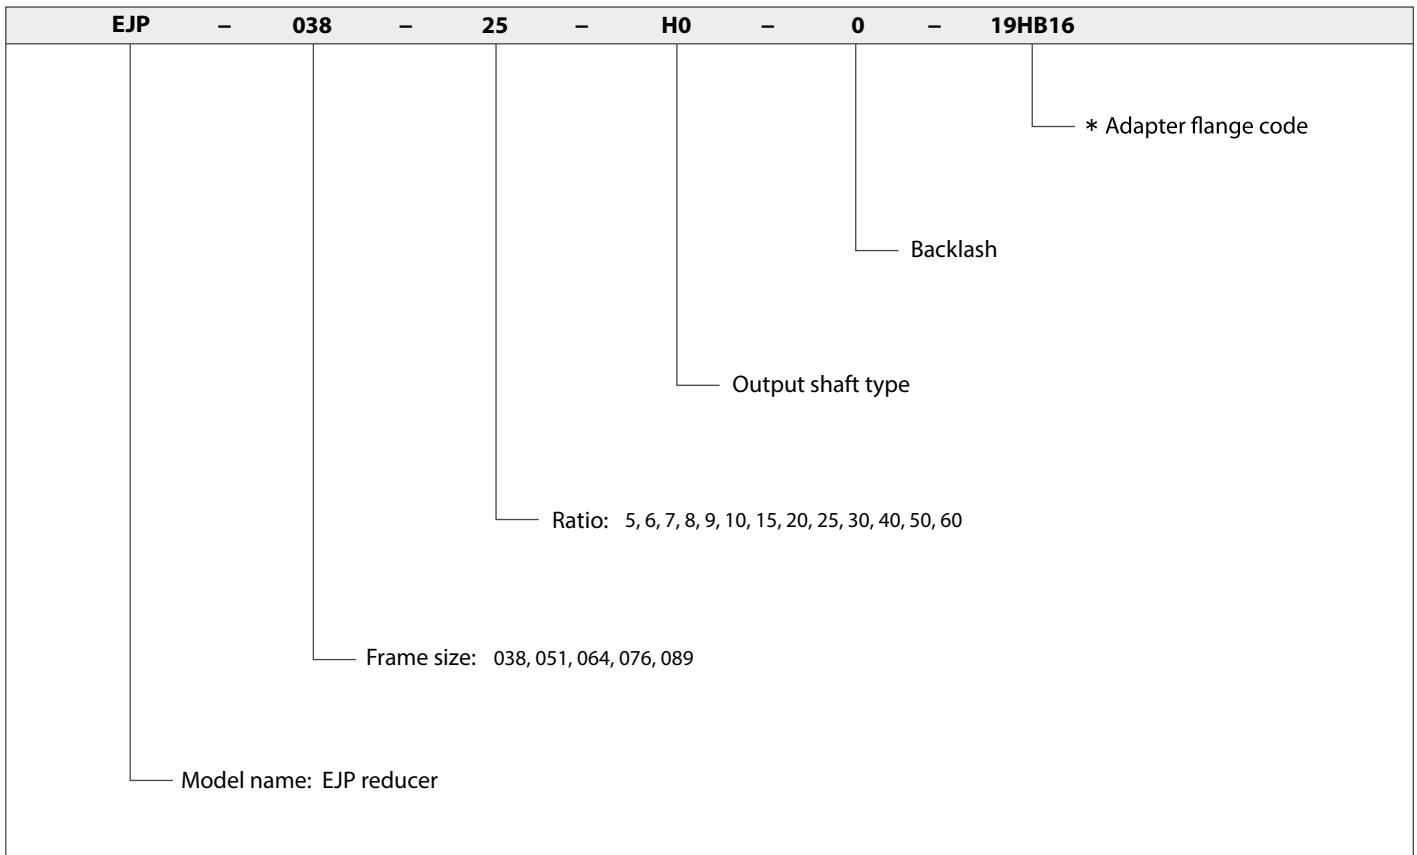 EJP – 038 – 25 – H0 – 0 – 19HB16
* Adapter flange code
Backlash
Output shaft type
Ratio: 5, 6, 7, 8, 9, 10, 15, 20, 25, 30, 40, 50, 60
Frame size: 038, 051, 064, 076, 089
Model name: EJP reducer